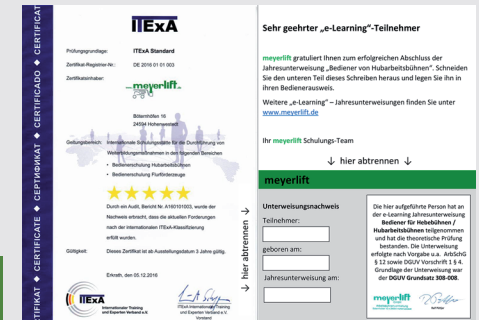 CERTIFICADO ◆ CERTIFICAT
СЕРТИФИКАТ
CERTIFICATE
ITExA
Prüfungsgrundlage: ITExA Standard
Zertifikat-Registrier-Nr.: DE 2016 01 01 003
Zertifikatsinhaber:
meyerlift
Bittenhöfen 16
24594 Hohenwestedt
Geltungsbereich: Internationale Schulungsstätte für die Durchführung von
Weiterbildungsmaßnahmen in den folgenden Bereichen
• Bedienerschulung Hubarbeitsbühnen
• Bedienerschulung Flurförderzeuge
Durch ein Audit, Bericht Nr. A160101003, wurde der
Nachweis erbracht, dass die aktuellen Forderungen
nach der internationalen ITExA-Klassifizierung
erfüllt wurden.
Gültigkeit: Dieses Zertifikat ist ab Ausstellungsdatum 3 Jahre gültig.
Erkrath, den 05.12.2016
ITExA
Internationaler Training
und Experten Verband e.V.
Internationaler Training
und Experten Verband e.V.
Vorstand
hier abtrennen
Sehr geehrter „e-Learning"-Teilnehmer
meyerlift gratuliert Ihnen zum erfolgreichen Abschluss der
Jahresunterweisung „Bediener von Hubarbeitsbühnen". Schneiden
Sie den unteren Teil dieses Schreiben heraus und legen Sie ihn in
ihren Bedienerausweis.
Weitere „e-Learning" – Jahresunterweisungen finden Sie unter
www.meyerlift.de
Ihr meyerlift Schulungs-Team
↓ hier abtrennen ↓
meyerlift
Unterweisungsnachweis
Teilnehmer:
geboren am:
Jahresunterweisung am:
Die hier aufgeführte Person hat an
der e-Learning Jahresunterweisung
Bediener für Hebebühnen /
Hubarbeitsbühnen teilgenommen
und hat die theoretische Prüfung
bestanden. Die Unterweisung
erfolgte nach Vorgabe u.a. ArbSchG
§ 12 sowie DGUV Vorschrift 1 § 4.
Grundlage der Unterweisung war
der DGUV Grundsatz 308-008.
meyerlift